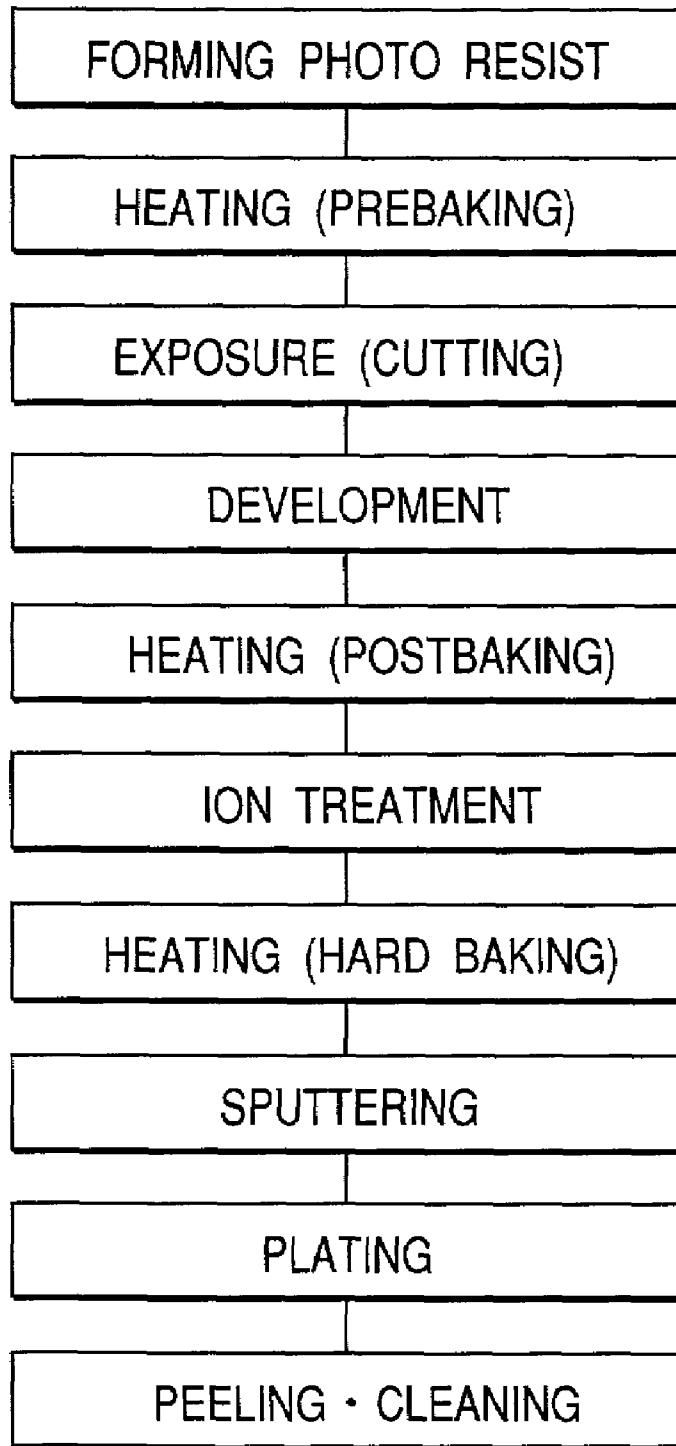 FORMING PHOTO RESIST
HEATING (PREBAKING)
EXPOSURE (CUTTING)
DEVELOPMENT
HEATING (POSTBAKING)
ION TREATMENT
HEATING (HARD BAKING)
SPUTTERING
PLATING
PEELING・CLEANING